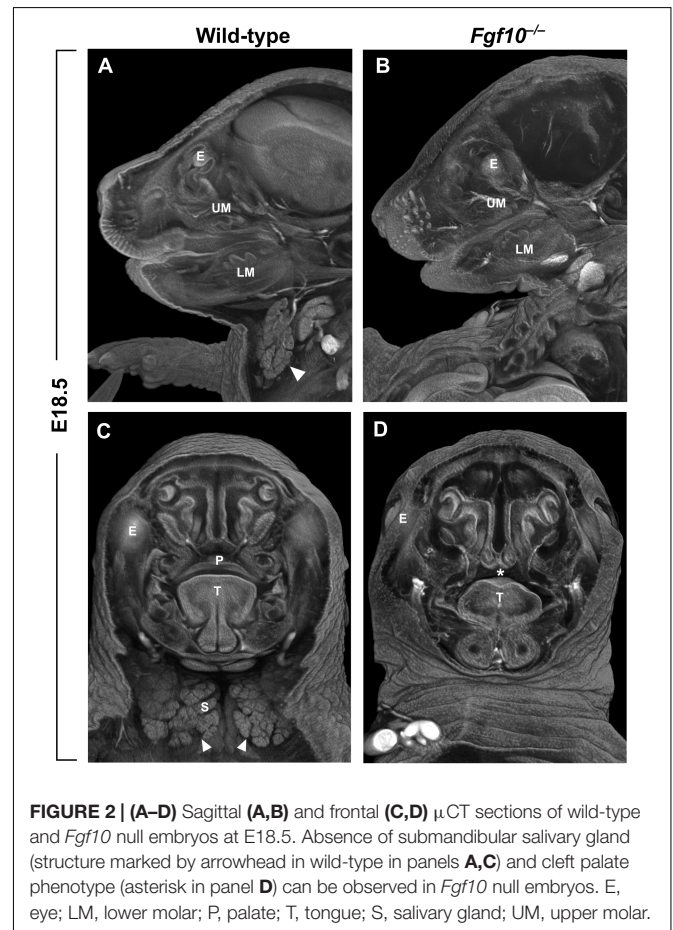 Wild-type Fgf10–/–
A B
E E
UM UM
LM LM
E18.5
C D
E E
P *
T T
S
FIGURE 2 | (A–D) Sagittal (A,B) and frontal (C,D) μCT sections of wild-type
and Fgf10 null embryos at E18.5. Absence of submandibular salivary gland
(structure marked by arrowhead in wild-type in panels A,C) and cleft palate
phenotype (asterisk in panel D) can be observed in Fgf10 null embryos. E,
eye; LM, lower molar; P, palate; T, tongue; S, salivary gland; UM, upper molar.